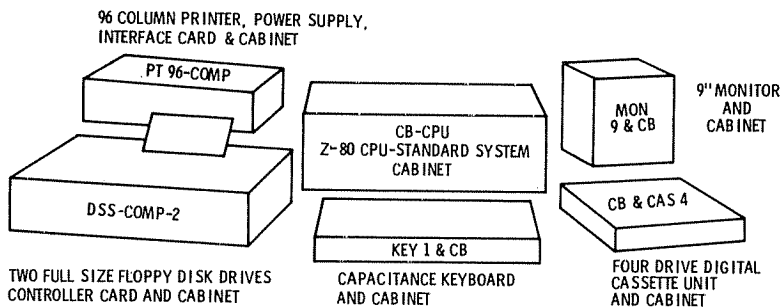 96 COLUMN PRINTER, POWER SUPPLY,
INTERFACE CARD & CABINET
PT 96-COMP
DSS-COMP-2
TWO FULL SIZE FLOPPY DISK DRIVES
CONTROLLER CARD AND CABINET
CB-CPU
Z-80 CPU-STANDARD SYSTEM
CABINET
KEY 1 & CB
CAPACITANCE KEYBOARD
AND CABINET
MON
9 & CB
9" MONITOR
AND
CABINET
CB & CAS 4
FOUR DRIVE DIGITAL
CASSETTE UNIT
AND CABINET